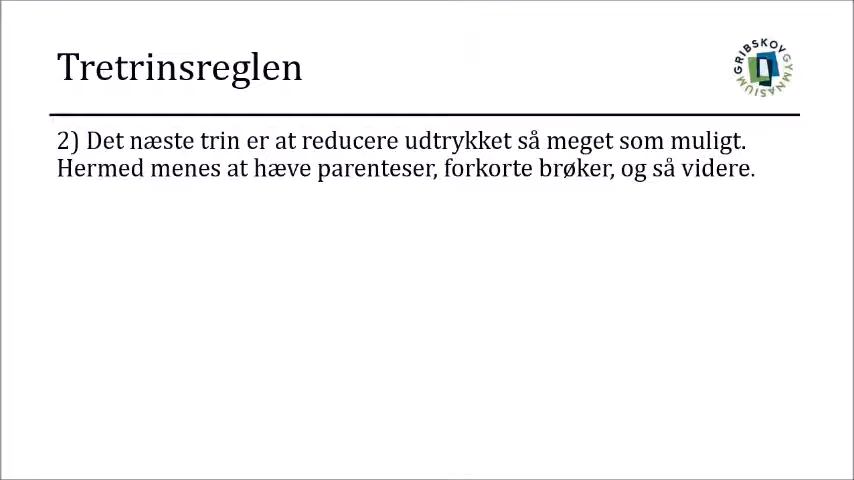 Tretrinsreglen
GRIBSKOV GYMNASIUM
2) Det næste trin er at reducere udtrykket så meget som muligt.
Hermed menes at hæve parenteser, forkorte brøker, og så videre.